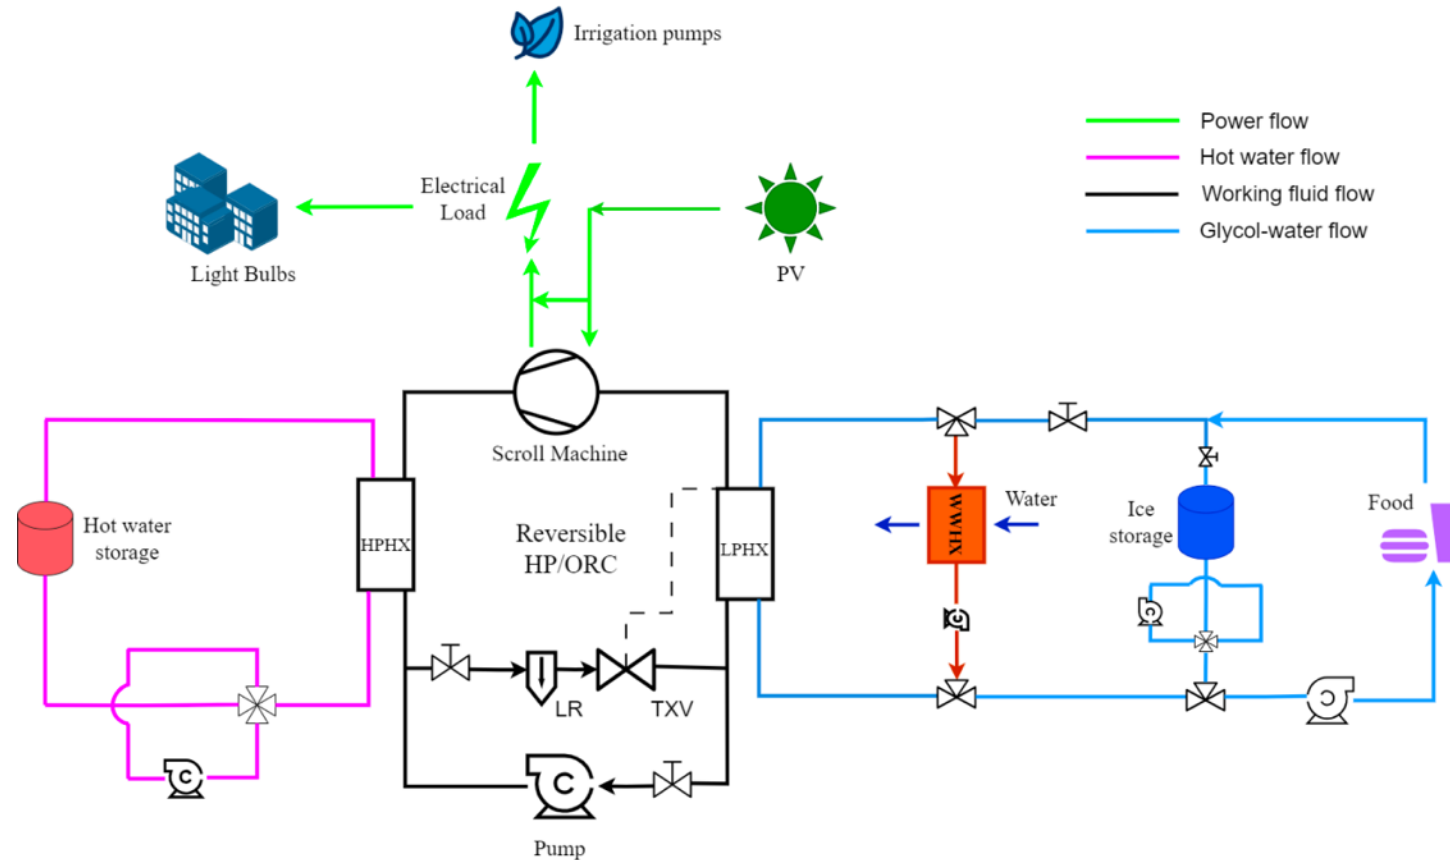 Irrigation pumps
Power flow
Hot water flow
Working fluid flow
Glycol-water flow
Electrical
Load
Light Bulbs
PV
Scroll Machine
Hot water
storage
HPHX
Reversible
HP/ORC
LPHX
WWHX
Water
Ice
storage
Food
C
LR
TXV
C
C
C
C
Pump